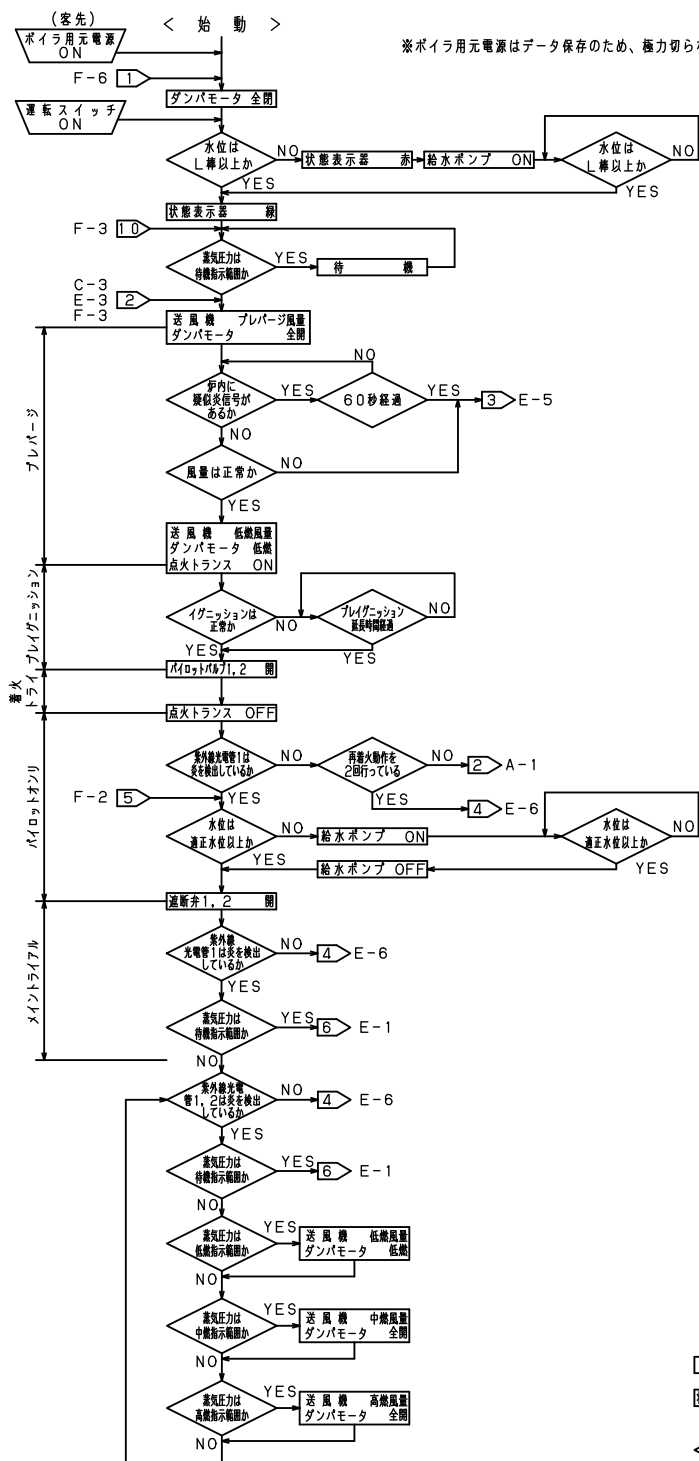 (客先)
< 始 動 >
ボイラ用元電源
ON
※ボイラ用元電源はデータ保存のため、極力切らな
F-6 1
ダンパモータ 全閉
運転スイッチ
ON
水位は
L棒以上か
NO
状態表示器 赤
給水ポンプ ON
水位は
L棒以上か
NO
YES
YES
状態表示器 緑
F-3 10
蒸気圧力は
待機指示範囲か
YES
待 機
C-3
E-3 2
F-3
送 風 機 プレパージ風量
ダンパモータ 全開
プレパージ
NO
炉内に
疑似炎信号が
あるか
YES
60秒経過
YES
3 E-5
NO
風量は正常か
NO
YES
送 風 機 低燃風量
ダンパモータ 低燃
点火トランス ON
プレイグニッション
イグニッションは
正常か
NO
プレイグニッション
延長時間経過
NO
YES
YES
パイロットバルブ1,2 開
着火
トライ
点火トランス OFF
パイロットオンリ
紫外線光電管1は
炎を検出しているか
NO
再着火動作を
2回行っている
NO
2 A-1
YES
4 E-6
F-2 5
YES
水位は
適正水位以上か
NO
給水ポンプ ON
水位は
適正水位以上か
NO
YES
給水ポンプ OFF
YES
遮断弁1,2 開
メイントライアル
紫外線
光電管1は炎を検出
しているか
NO
4 E-6
YES
蒸気圧力は
待機指示範囲か
YES
6 E-1
NO
紫外線光電
管1,2は炎を検出
しているか
NO
4 E-6
YES
蒸気圧力は
待機指示範囲か
YES
6 E-1
NO
蒸気圧力は
低燃指示範囲か
YES
送 風 機 低燃風量
ダンパモータ 低燃
NO
蒸気圧力は
中燃指示範囲か
YES
送 風 機 中燃風量
ダンパモータ 全開
NO
蒸気圧力は
高燃指示範囲か
YES
送 風 機 高燃風量
ダンパモータ 全開
NO